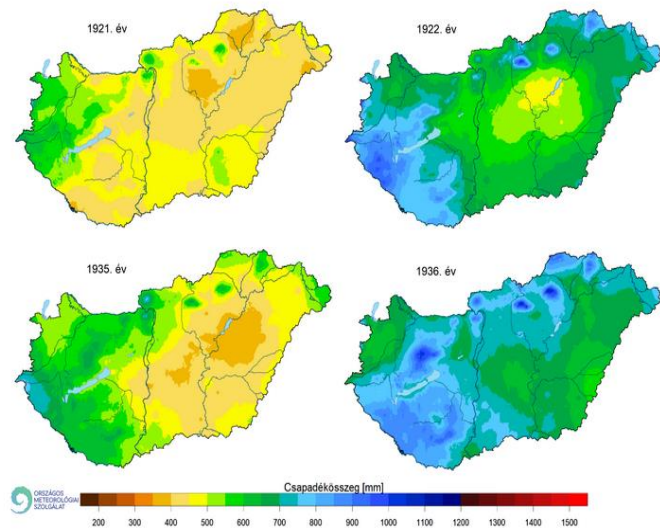 1921. év
1922. év
1935. év
1936. év
Csapadékösszeg [mm]
ORSZÁGOS
METEOROLÓGIAI
SZOLGÁLAT
200 300 400 500 600 700 800 900 1000 1100 1200 1300 1400 1500